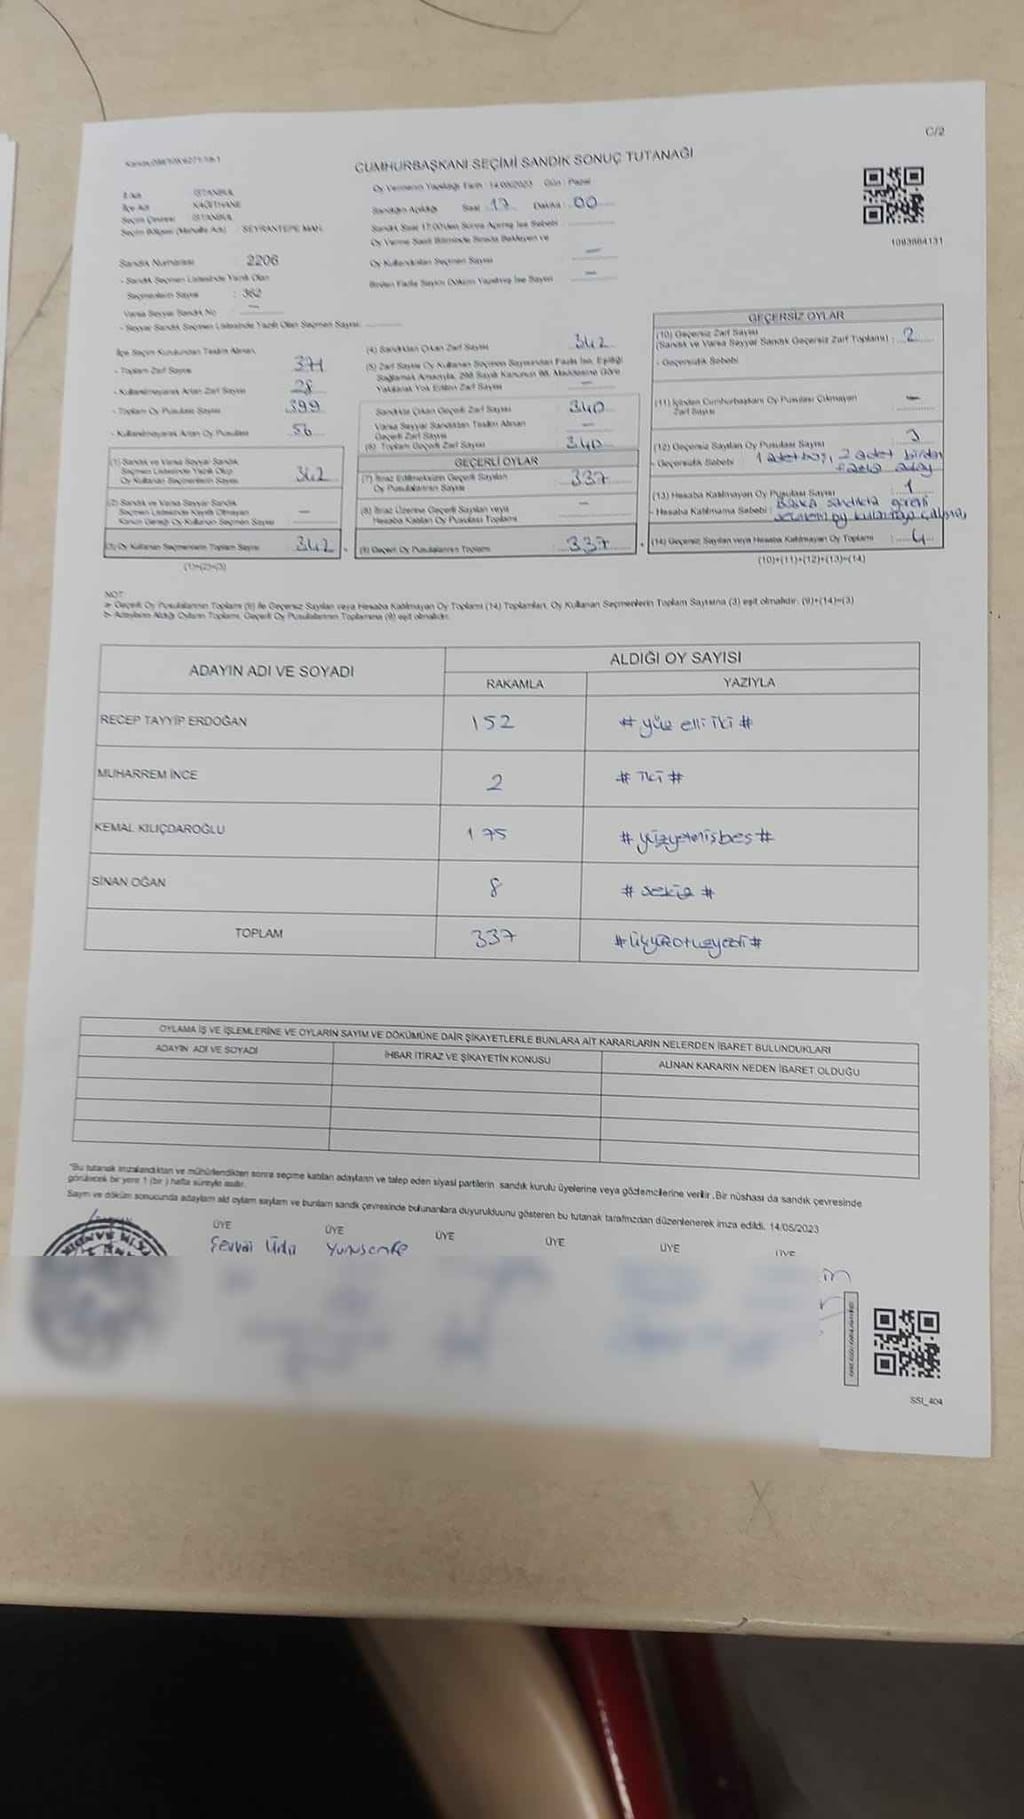 C/2
CUMHURBAŞKANI SEÇİMİ SANDIK SONUÇ TUTANAĞI
İl Adı İSTANBUL
İlçe Adı KAĞITHANE
Seçim Çevresi İSTANBUL
Seçim Bölgesi (Mahalle Adı) SEYRANTEPE MAH.
Oy Vermenin Yapıldığı Tarih : 14/05/2023 Gün : Pazar
Sandığın Açıldığı Saat : 17 Dakika : 00
Sandık Saat 17:00'den Sonra Açılmış İse Sebebi
Oy Verme Saati Bitiminde Sırada Bekleyen ve
Oy Kullandırılan Seçmen Sayısı —
Birden Fazla Sayım Döküm Yapılmış İse Sayısı —
1093884131
Sandık Numarası 2206
- Sandık Seçmen Listesinde Yazılı Olan
Seçmenlerin Sayısı : 362
Varsa Seyyar Sandık No —
- Seyyar Sandık Seçmen Listesinde Yazılı Olan Seçmen Sayısı
İlçe Seçim Kurulundan Teslim Alınan,
- Toplam Zarf Sayısı 371
- Kullanılmayarak Artan Zarf Sayısı 28
- Toplam Oy Pusulası Sayısı 399
- Kullanılmayarak Artan Oy Pusulası 56
(1) Sandık ve Varsa Seyyar Sandık
Seçmen Listesinde Yazılı Olup
Oy Kullanan Seçmenlerin Sayısı 342
(2) Sandık ve Varsa Seyyar Sandık
Seçmen Listesinde Kayıtlı Olmayan
Kanun Gereği Oy Kullanan Seçmen Sayısı —
(3) Oy Kullanan Seçmenlerin Toplam Sayısı 342
(1)+(2)=(3)
(4) Sandıktan Çıkan Zarf Sayısı 342
(5) Zarf Sayısı Oy Kullanan Seçmen Sayısından Fazla İse, Eşitliği
Sağlamak Amacıyla, 298 Sayılı Kanunun 98. Maddesine Göre
Yakılarak Yok Edilen Zarf Sayısı —
Sandıkta Çıkan Geçerli Zarf Sayısı 340
Varsa Seyyar Sandıktan Teslim Alınan
Geçerli Zarf Sayısı —
(6) Toplam Geçerli Zarf Sayısı 340
GEÇERLİ OYLAR
(7) İtiraz Edilmeksizin Geçerli Sayılan
Oy Pusulalarının Sayısı 337
(8) İtiraz Üzerine Geçerli Sayılan veya
Hesaba Katılan Oy Pusulası Toplamı —
(9) Geçerli Oy Pusulalarının Toplamı 337
GEÇERSİZ OYLAR
(10) Geçersiz Zarf Sayısı
(Sandık ve Varsa Seyyar Sandık Geçersiz Zarf Toplamı) : 2
- Geçersizlik Sebebi
(11) İçinden Cumhurbaşkanı Oy Pusulası Çıkmayan
Zarf Sayısı —
(12) Geçersiz Sayılan Oy Pusulası Sayısı 3
- Geçersizlik Sebebi 1 adet boş, 2 adet birden
fazla aday
(13) Hesaba Katılmayan Oy Pusulası Sayısı 1
- Hesaba Katılmama Sebebi : Başka sandıkta görevli
(14) Geçersiz Sayılan veya Hesaba Katılmayan Oy Toplamı : 4
(10)+(11)+(12)+(13)=(14)
NOT:
a- Geçerli Oy Pusulalarının Toplamı (9) ile Geçersiz Sayılan veya Hesaba Katılmayan Oy Toplamı (14) Toplamları, Oy Kullanan Seçmenlerin Toplam Sayısına (3) eşit olmalıdır. (9)+(14)=(3)
b- Adayların Aldığı Oyların Toplamı, Geçerli Oy Pusulalarının Toplamına (9) eşit olmalıdır.
ADAYIN ADI VE SOYADI ALDIĞI OY SAYISI
RAKAMLA YAZIYLA
RECEP TAYYİP ERDOĞAN 152 # yüz elli iki #
MUHARREM İNCE 2 # iki #
KEMAL KILIÇDAROĞLU 175 # yüzyetmişbeş #
SİNAN OĞAN 8 # sekiz #
TOPLAM 337 # üçyüzotuzyedi #
OYLAMA İŞ VE İŞLEMLERİNE VE OYLARIN SAYIM VE DÖKÜMÜNE DAİR ŞİKAYETLERLE BUNLARA AİT KARARLARIN NELERDEN İBARET BULUNDUKLARI
ADAYIN ADI VE SOYADI İHBAR İTİRAZ VE ŞİKAYETİN KONUSU ALINAN KARARIN NEDEN İBARET OLDUĞU
"Bu tutanak imzalandıktan ve mühürlendikten sonra seçime katılan adayların ve talep eden siyasi partilerin sandık kurulu üyelerine veya gözlemcilerine verilir. Bir nüshası da sandık çevresinde
görülecek bir yere 1 (bir) hafta süreyle asılır.
Sayım ve döküm sonucunda adayların aldı oyların sayıların ve bunların sandık çevresinde bulunanlara duyurulduunu gösteren bu tutanak tarafımızdan düzenlenerek imza edildi. 14/05/2023
ÜYE ÜYE ÜYE ÜYE ÜYE ÜYE
Yunusemre
SSI_404